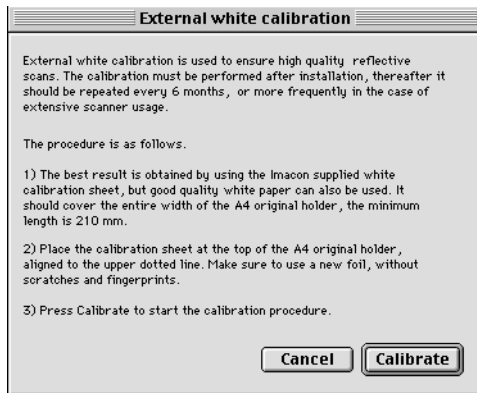 External white calibration
External white calibration is used to ensure high quality reflective
scans. The calibration must be performed after installation, thereafter it
should be repeated every 6 months, or more frequently in the case of
extensive scanner usage.
The procedure is as follows.
1) The best result is obtained by using the Imacon supplied white
calibration sheet, but good quality white paper can also be used. It
should cover the entire width of the A4 original holder, the minimum
length is 210 mm.
2) Place the calibration sheet at the top of the A4 original holder,
aligned to the upper dotted line. Make sure to use a new foil, without
scratches and fingerprints.
3) Press Calibrate to start the calibration procedure.
Cancel Calibrate